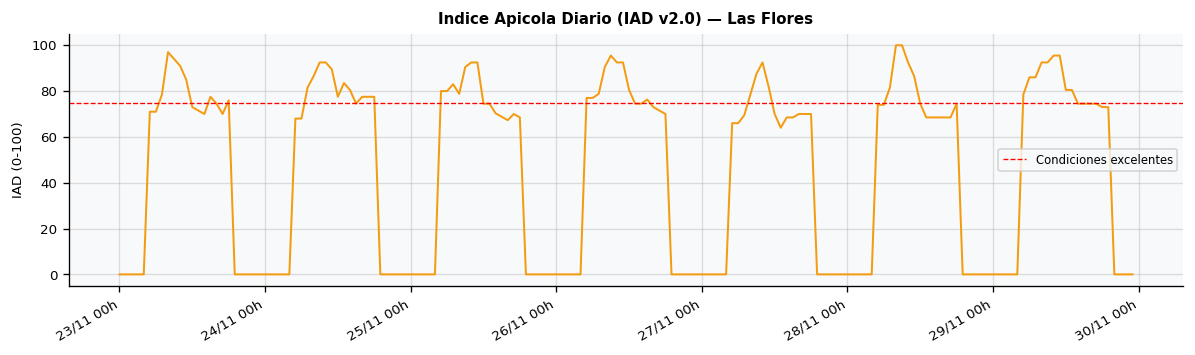 Indice Apicola Diario (IAD v2.0) — Las Flores
IAD (0-100)
100
80
60
40
20
0
Condiciones excelentes
23/11 00h
24/11 00h
25/11 00h
26/11 00h
27/11 00h
28/11 00h
29/11 00h
30/11 00h